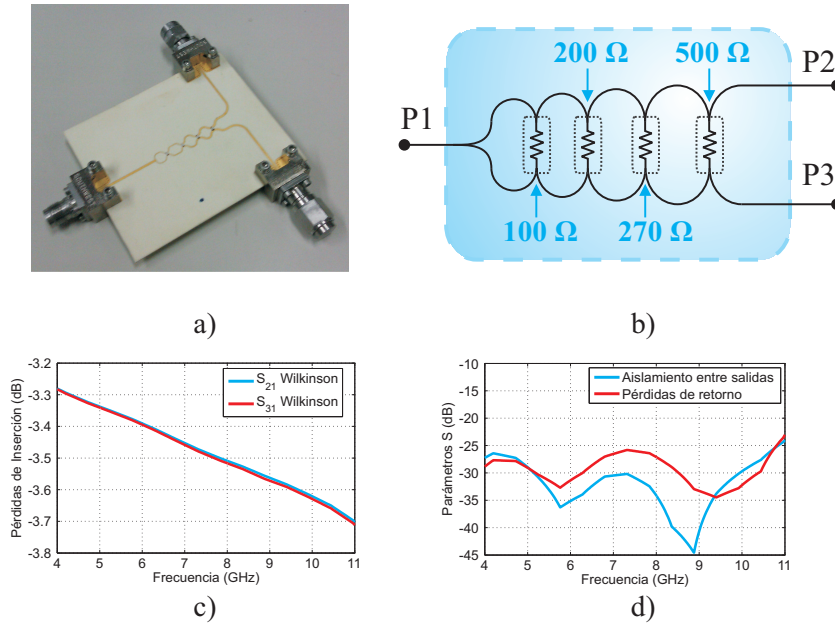 200 Ω 500 Ω
P2
P1
P3
100 Ω 270 Ω
a) b)
-3.2
-3.3
-3.4
-3.5
-3.6
-3.7
-3.8
Pérdidas de Inserción (dB)
S21 Wilkinson
S31 Wilkinson
4 5 6 7 8 9 10 11
Frecuencia (GHz)
c)
-10
-15
-20
-25
-30
-35
-40
-45
Parámetros S (dB)
Aislamiento entre salidas
Pérdidas de retorno
4 5 6 7 8 9 10 11
Frecuencia (GHz)
d)